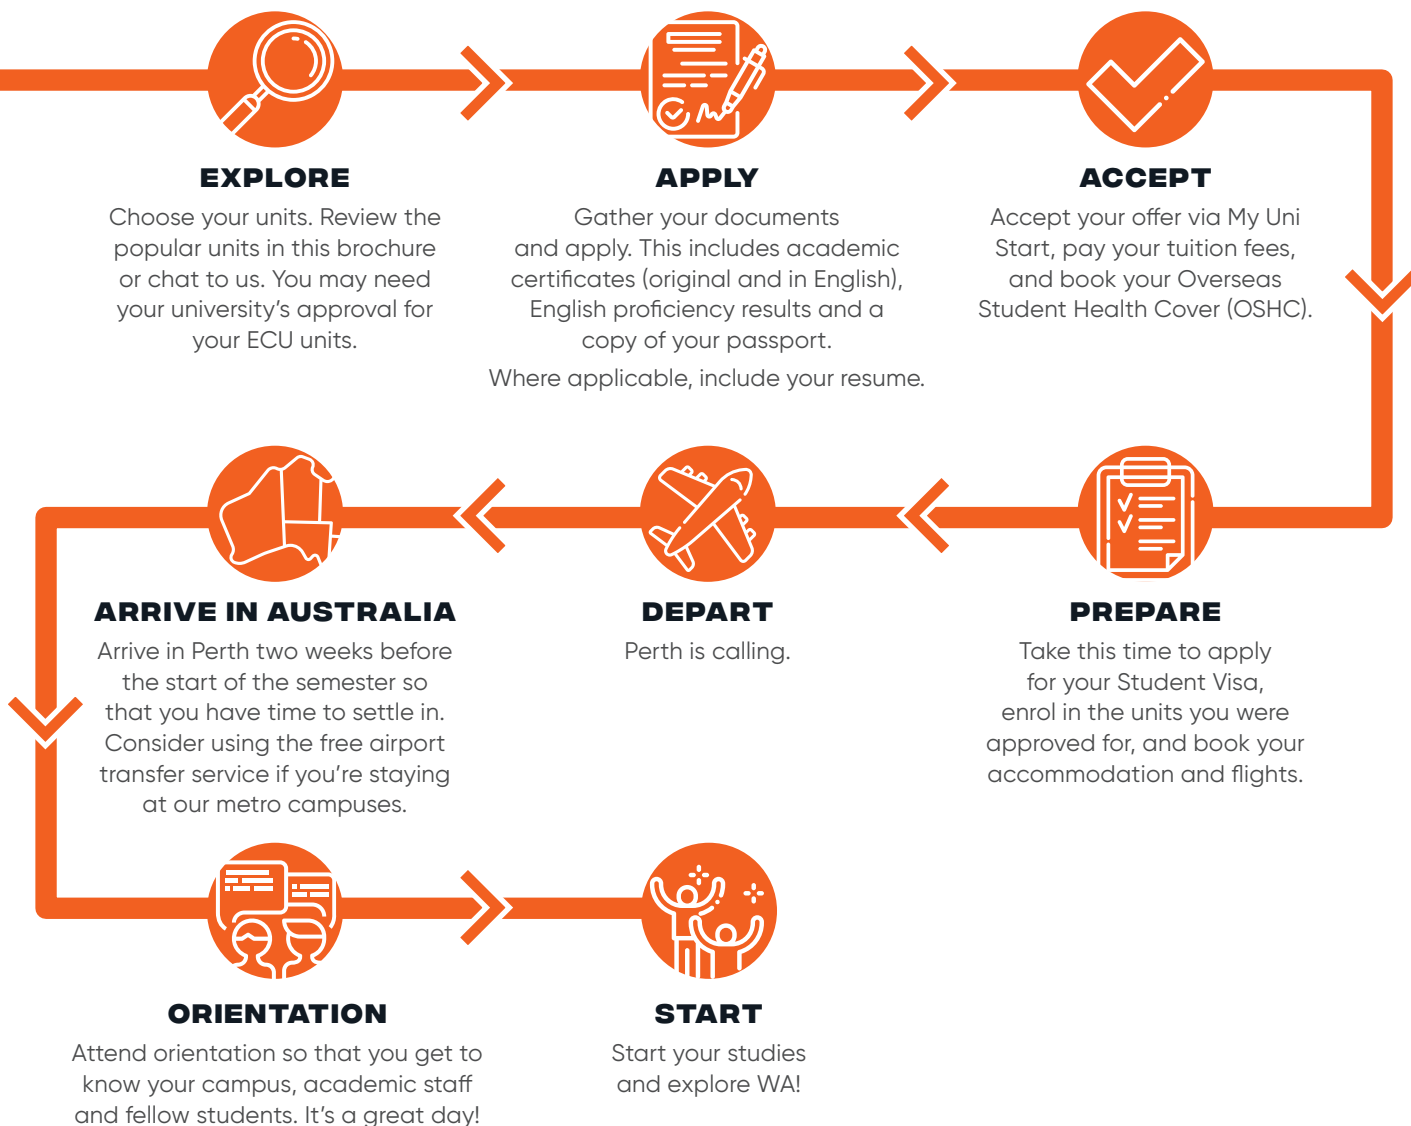 EXPLORE
Choose your units. Review the
popular units in this brochure
or chat to us. You may need
your university's approval for
your ECU units.
APPLY
Gather your documents
and apply. This includes academic
certificates (original and in English),
English proficiency results and a
copy of your passport.
Where applicable, include your resume.
ACCEPT
Accept your offer via My Uni
Start, pay your tuition fees,
and book your Overseas
Student Health Cover (OSHC).
PREPARE
Take this time to apply
for your Student Visa,
enrol in the units you were
approved for, and book your
accommodation and flights.
DEPART
Perth is calling.
ARRIVE IN AUSTRALIA
Arrive in Perth two weeks before
the start of the semester so
that you have time to settle in.
Consider using the free airport
transfer service if you're staying
at our metro campuses.
ORIENTATION
Attend orientation so that you get to
know your campus, academic staff
and fellow students. It's a great day!
START
Start your studies
and explore WA!